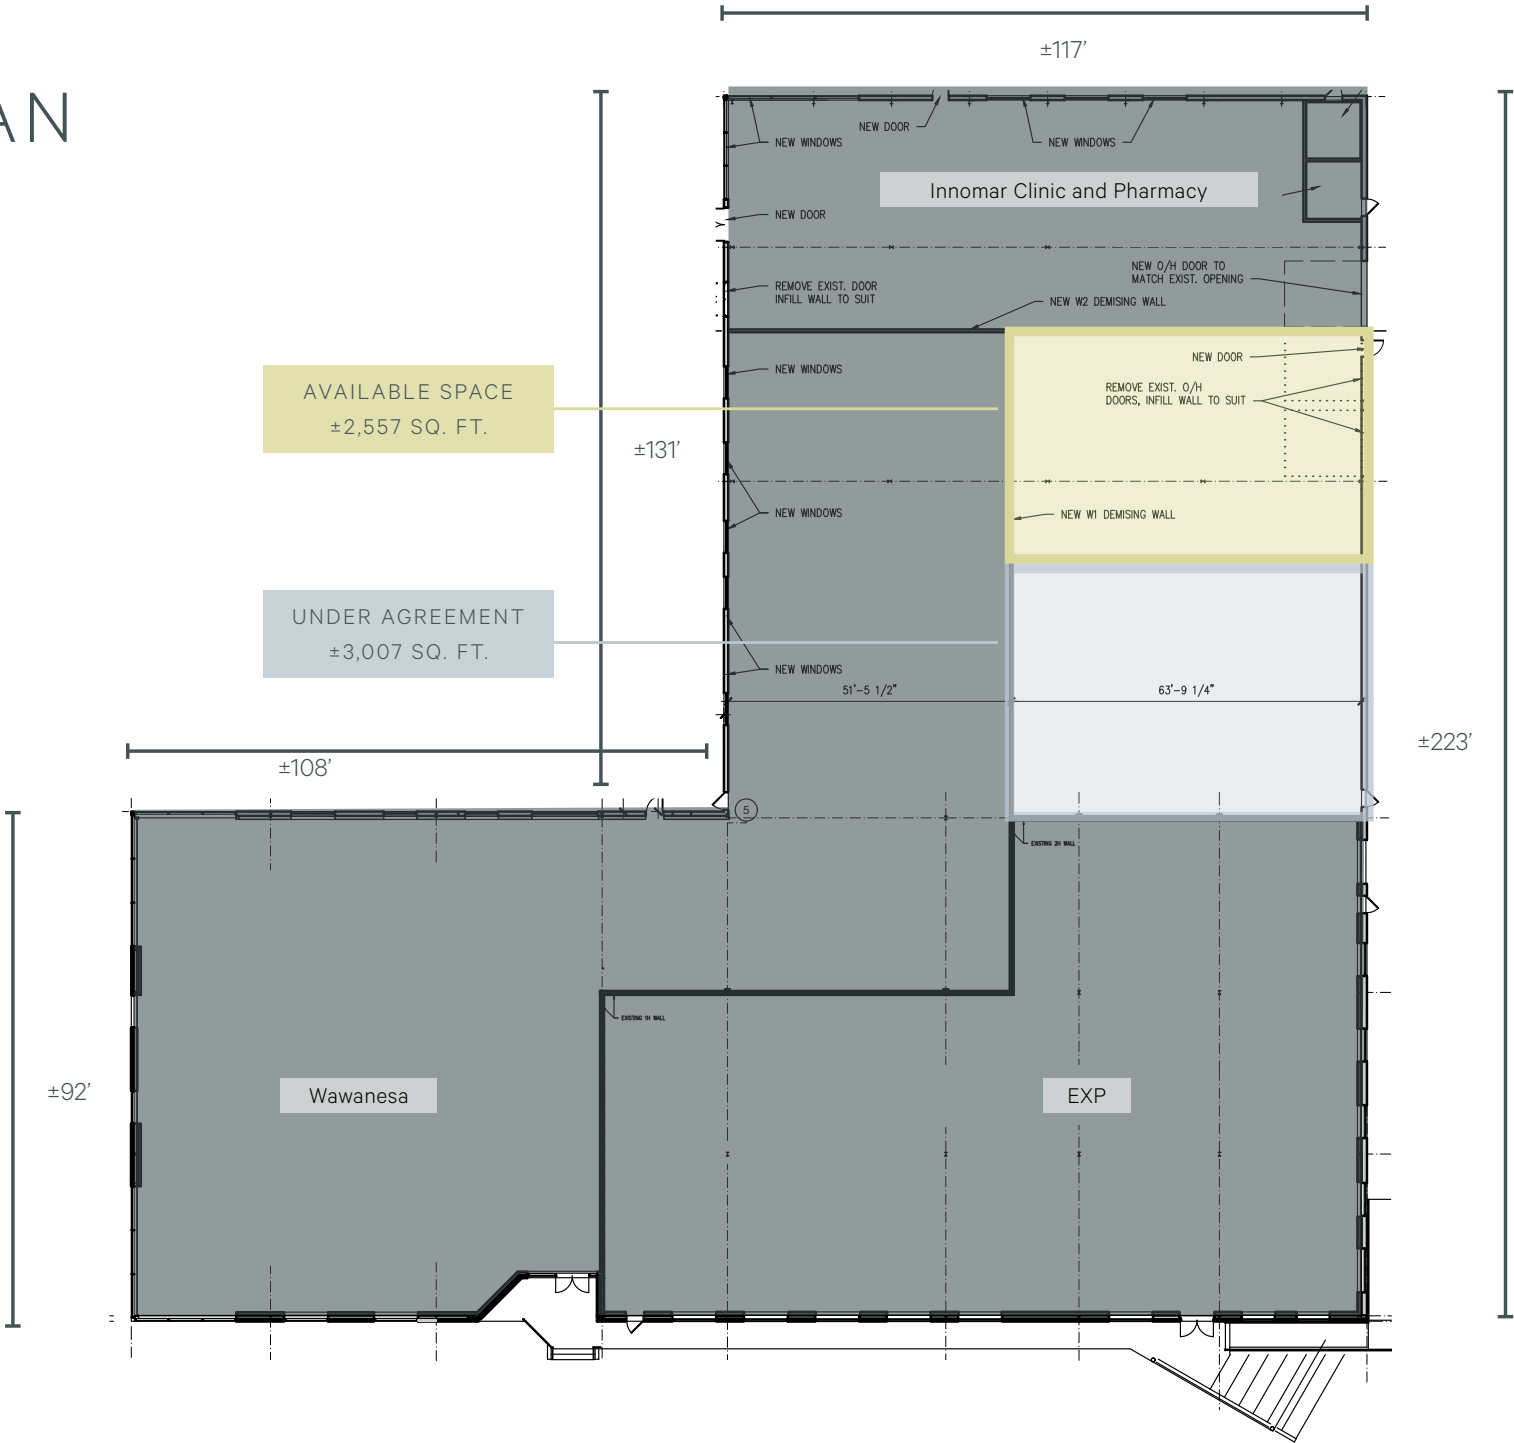 ±117’
AN
NEW DOOR
NEW WINDOWS
NEW WINDOWS
Innomar Clinic and Pharmacy
NEW DOOR
NEW O/H DOOR TO
MATCH EXIST. OPENING
REMOVE EXIST. DOOR
INFILL WALL TO SUIT
NEW W2 DEMISING WALL
NEW DOOR
NEW WINDOWS
REMOVE EXIST. O/H
DOORS, INFILL WALL TO SUIT
AVAILABLE SPACE
±2,557 SQ. FT.
±131’
NEW WINDOWS
NEW W1 DEMISING WALL
UNDER AGREEMENT
±3,007 SQ. FT.
NEW WINDOWS
51'-5 1/2"
63'-9 1/4"
±223’
±108’
5
EXISTING 2H WALL
EXISTING 1H WALL
±92’
Wawanesa
EXP